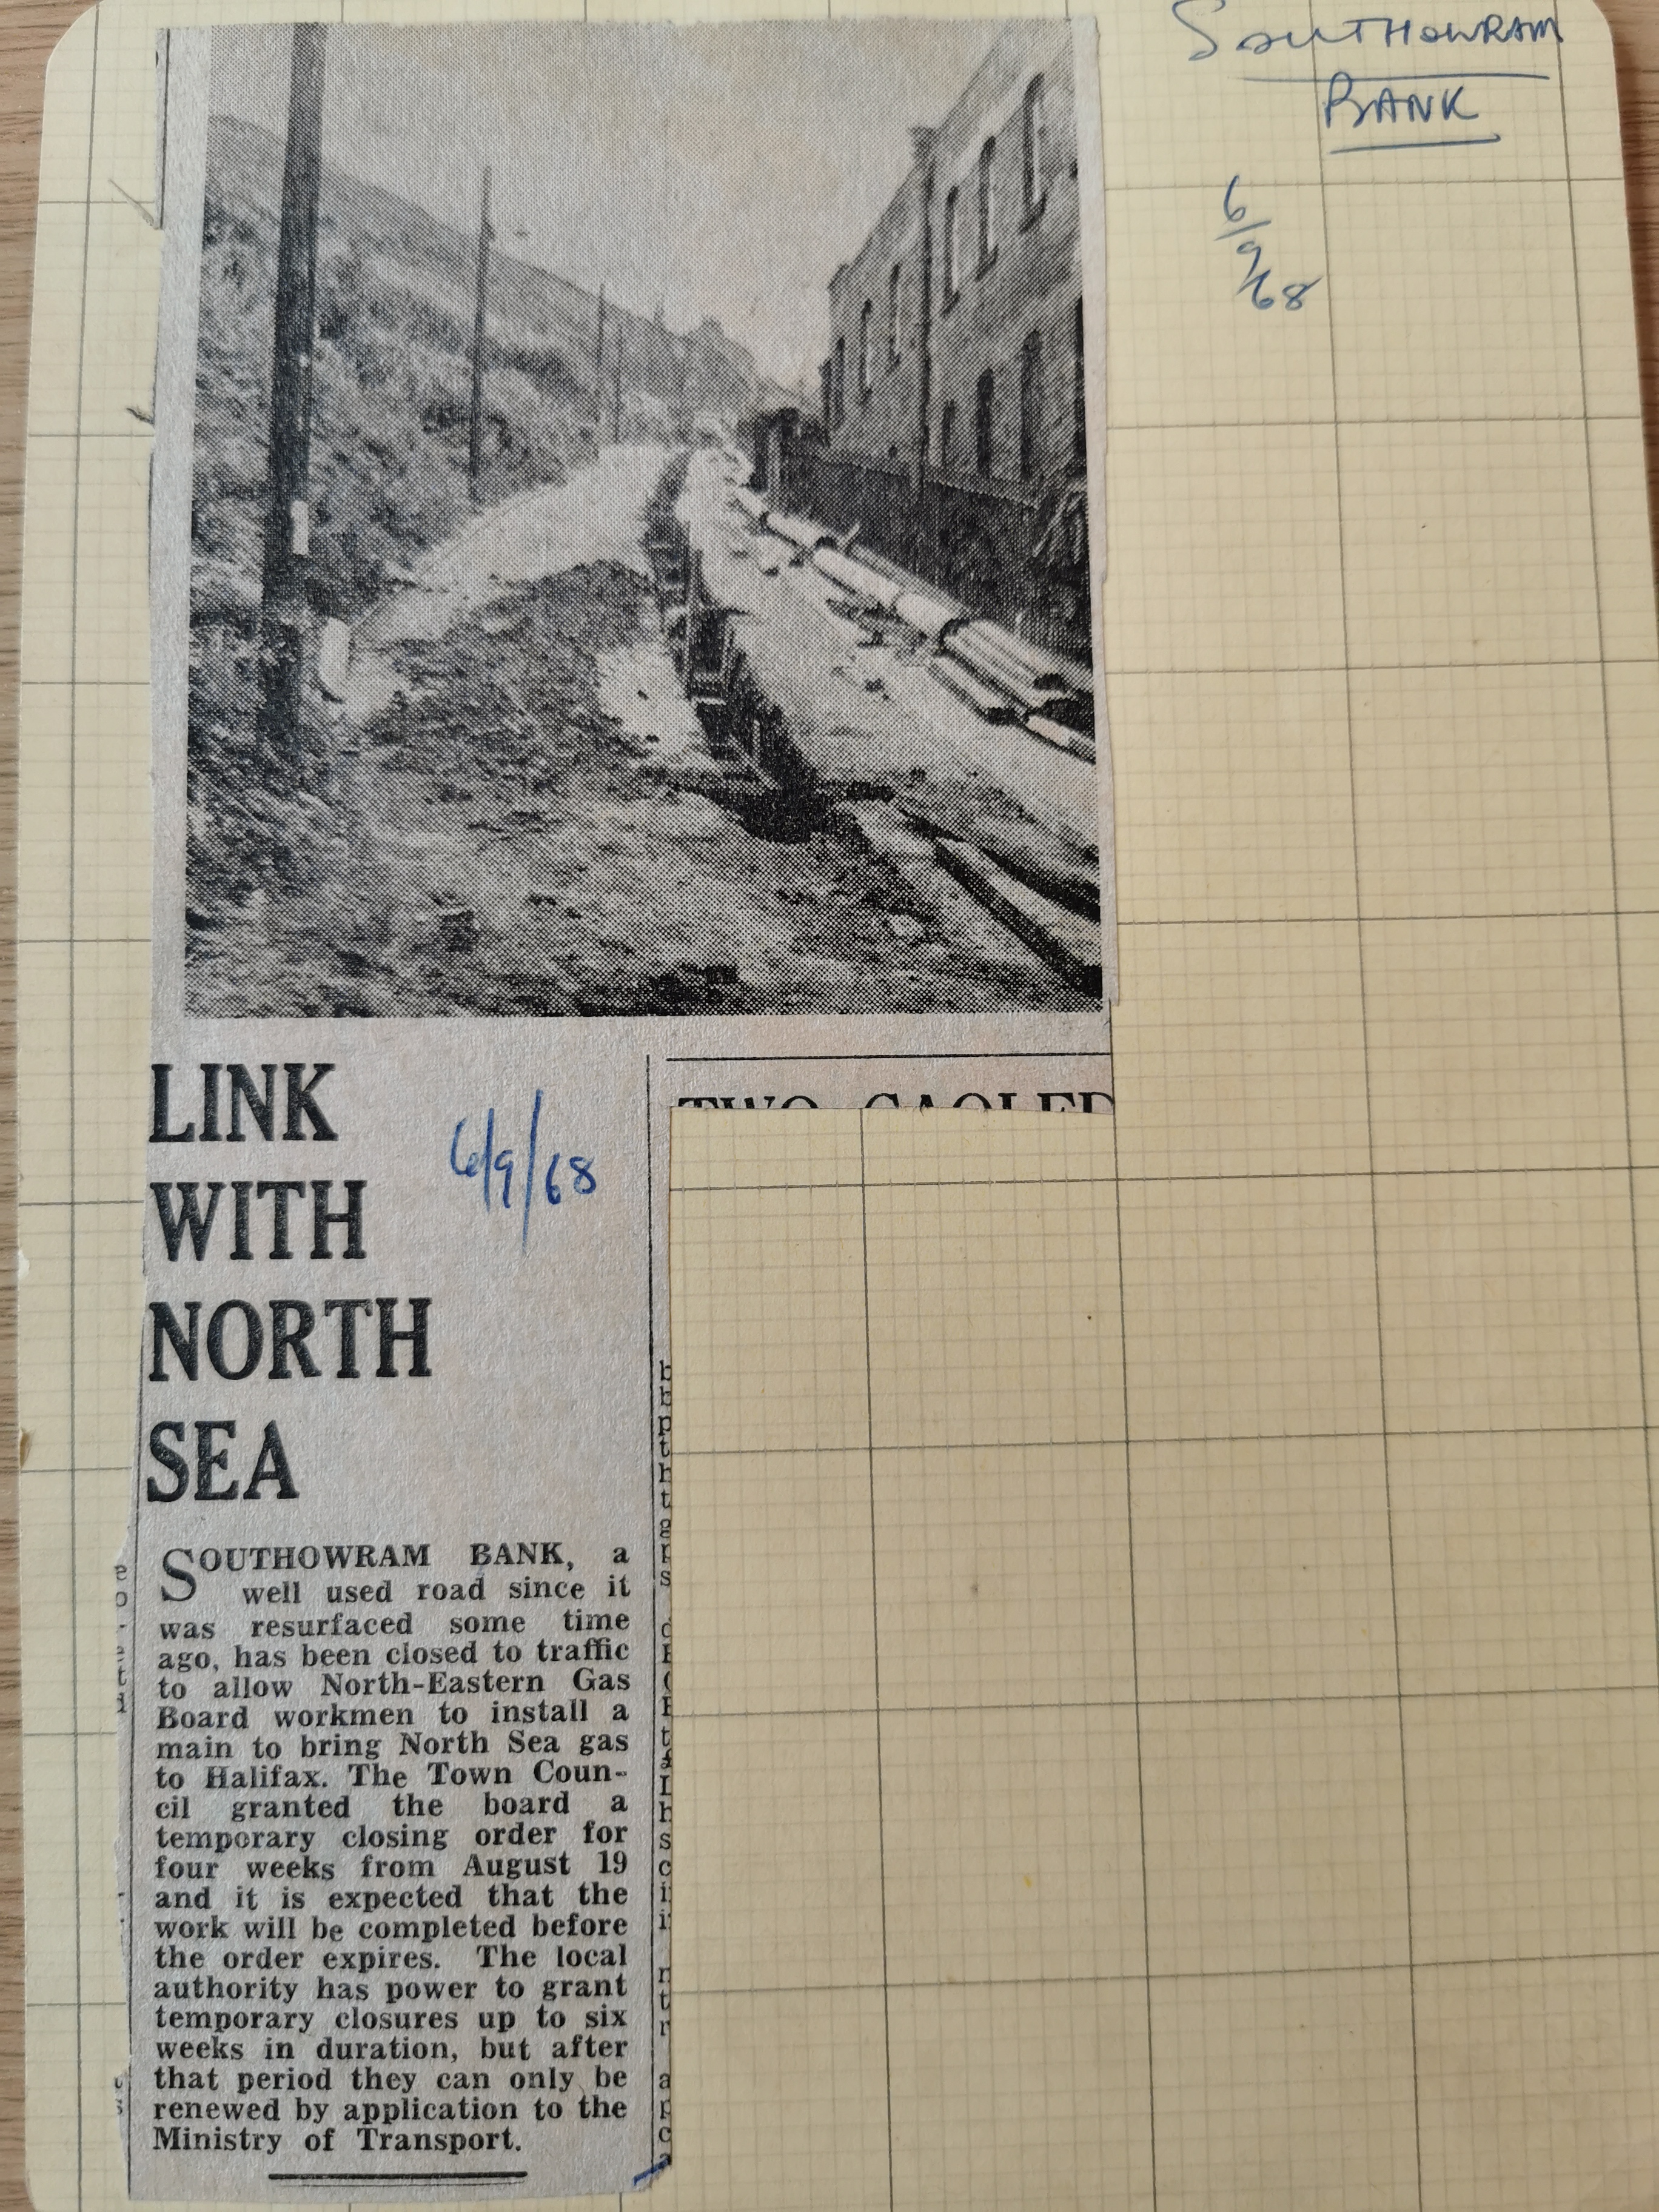 SOUTHOWRAM
BANK
6/9/68
LINK
WITH
NORTH
SEA
6/9/68
SOUTHOWRAM BANK, a
well used road since it
was resurfaced some time
ago, has been closed to traffic
to allow North-Eastern Gas
Board workmen to install a
main to bring North Sea gas
to Halifax. The Town Coun-
cil granted the board a
temporary closing order for
four weeks from August 19
and it is expected that the
work will be completed before
the order expires. The local
authority has power to grant
temporary closures up to six
weeks in duration, but after
that period they can only be
renewed by application to the
Ministry of Transport.
TWO